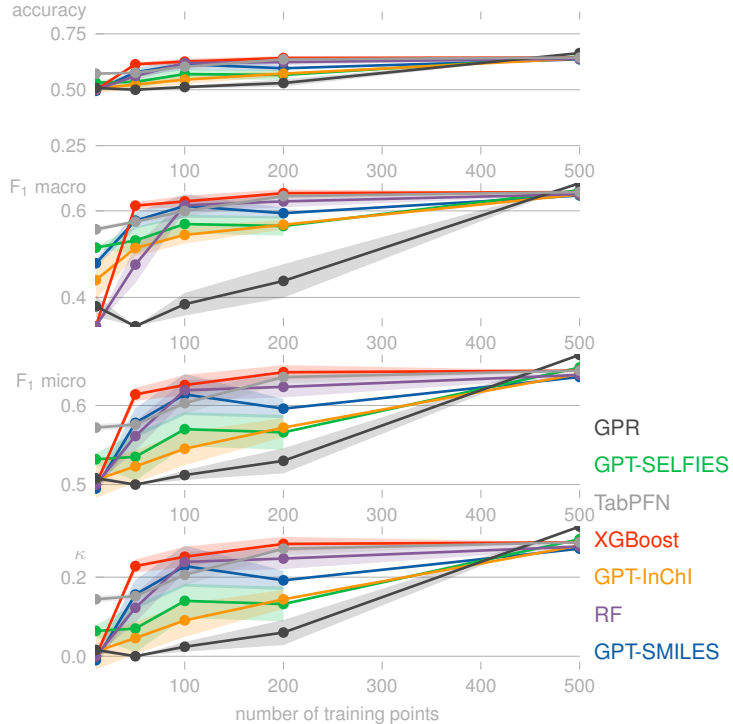 accuracy
0.75
0.50
0.25
100 200 300 400 500
F1 macro
0.6
0.4
100 200 300 400 500
F1 micro
0.6
0.5
100 200 300 400 500
κ
0.2
0.0
100 200 300 400 500
number of training points
GPR
GPT-SELFIES
TabPFN
XGBoost
GPT-InChI
RF
GPT-SMILES